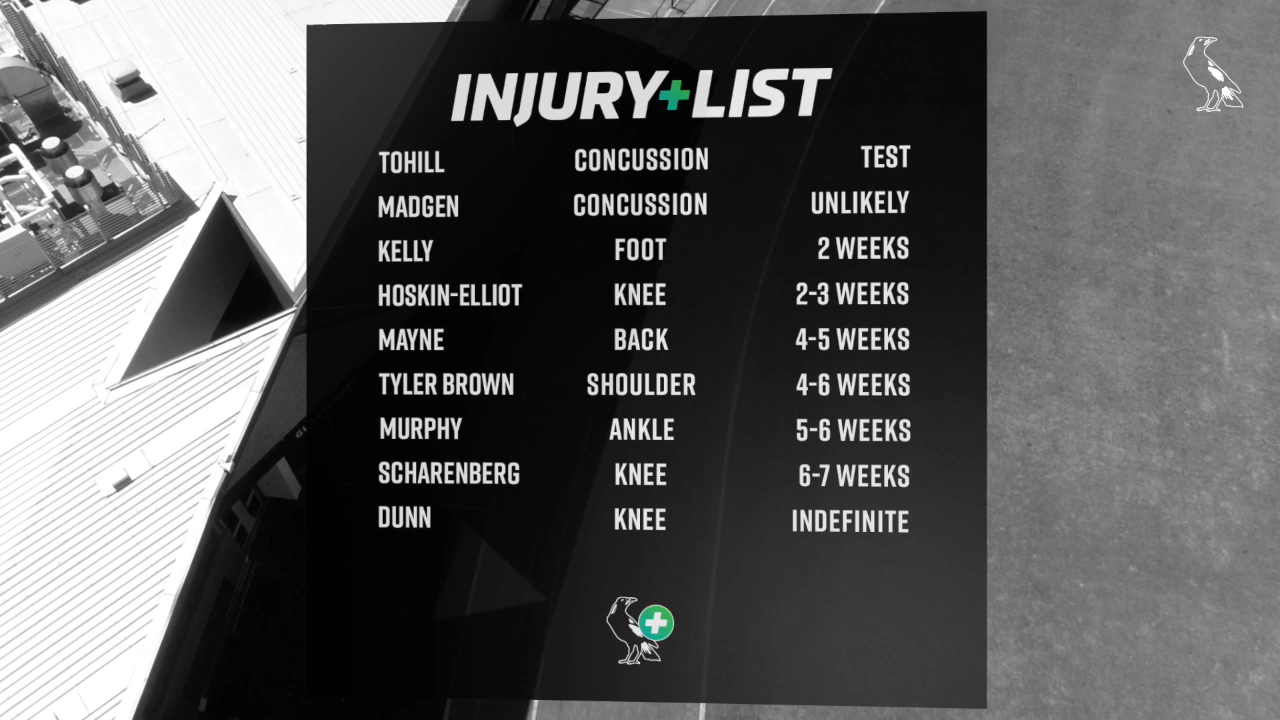 INJURY+LIST
TOHILL CONCUSSION TEST
MADGEN CONCUSSION UNLIKELY
KELLY FOOT 2 WEEKS
HOSKIN-ELLIOT KNEE 2-3 WEEKS
MAYNE BACK 4-5 WEEKS
TYLER BROWN SHOULDER 4-6 WEEKS
MURPHY ANKLE 5-6 WEEKS
SCHARENBERG KNEE 6-7 WEEKS
DUNN KNEE INDEFINITE